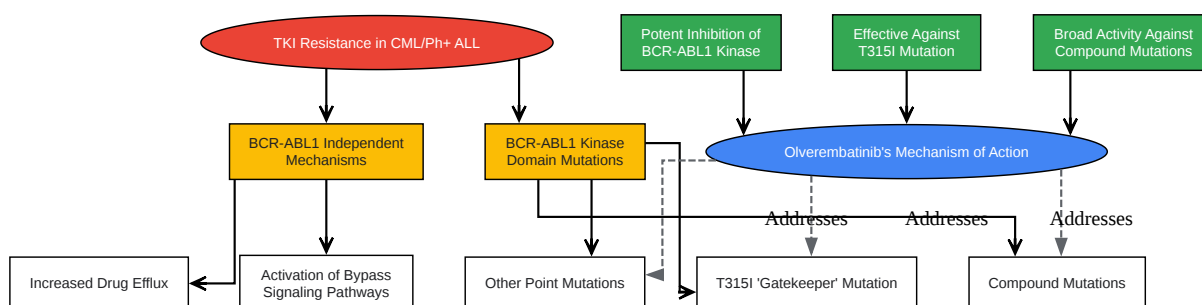 TKI Resistance in CML/Ph+ ALL
Potent Inhibition of
BCR-ABL1 Kinase
Effective Against
T315I Mutation
Broad Activity Against
Compound Mutations
BCR-ABL1 Independent
Mechanisms
BCR-ABL1 Kinase
Domain Mutations
Olverembatinib's Mechanism of Action
Addresses
Addresses
Addresses
Increased Drug Efflux
Activation of Bypass
Signaling Pathways
Other Point Mutations
T315I 'Gatekeeper' Mutation
Compound Mutations